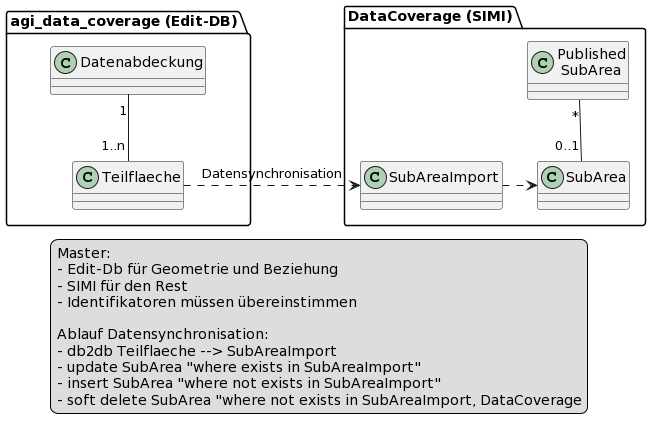 agi_data_coverage (Edit-DB)
C Datenabdeckung
1
1..n
C Teilflaeche
Datensynchronisation
DataCoverage (SIMI)
C Published
SubArea
*
0..1
C SubAreaImport
C SubArea
Master:
- Edit-Db für Geometrie und Beziehung
- SIMI für den Rest
- Identifikatoren müssen übereinstimmen
Ablauf Datensynchronisation:
- db2db Teilflaeche --> SubAreaImport
- update SubArea "where exists in SubAreaImport"
- insert SubArea "where not exists in SubAreaImport"
- soft delete SubArea "where not exists in SubAreaImport, DataCoverage